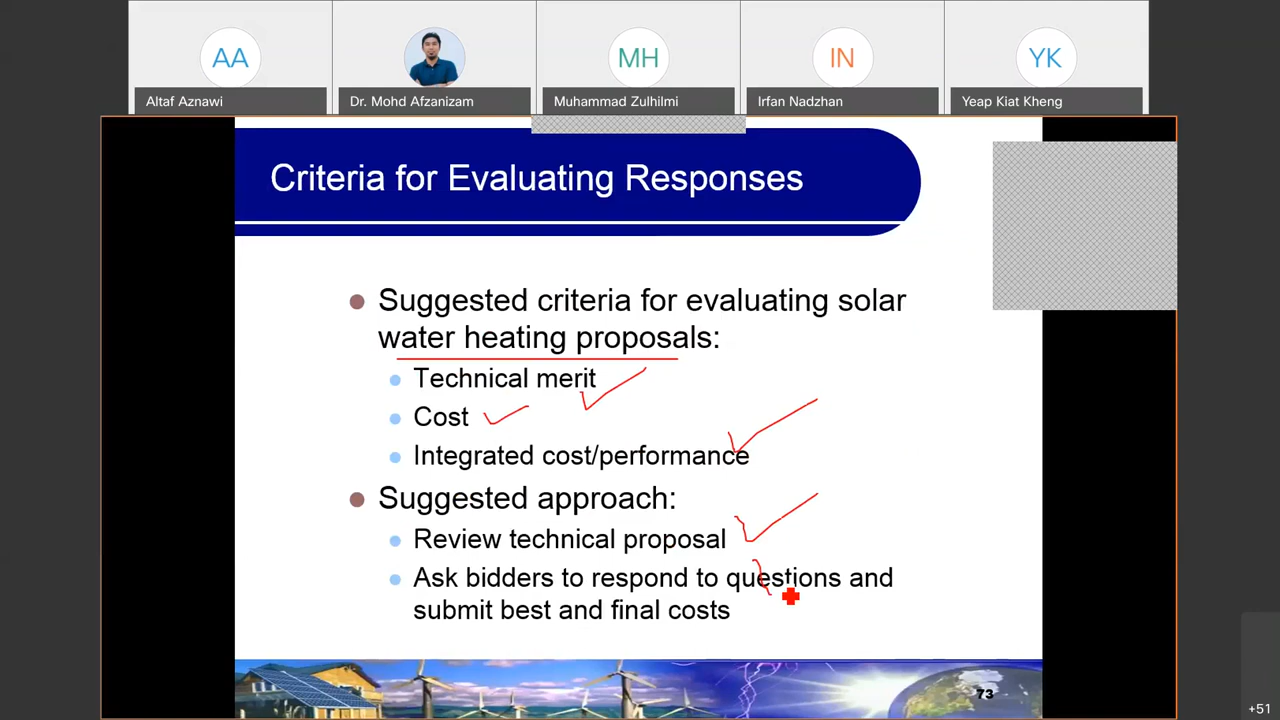 AA
MH
IN
YK
Altaf Aznawi
Dr. Mohd Afzanizam
Muhammad Zulhilmi
Irfan Nadzhan
Yeap Kiat Kheng
Criteria for Evaluating Responses
Suggested criteria for evaluating solar
water heating proposals:
Technical merit
Cost
Integrated cost/performance
Suggested approach:
Review technical proposal
Ask bidders to respond to questions and
submit best and final costs
73
+51